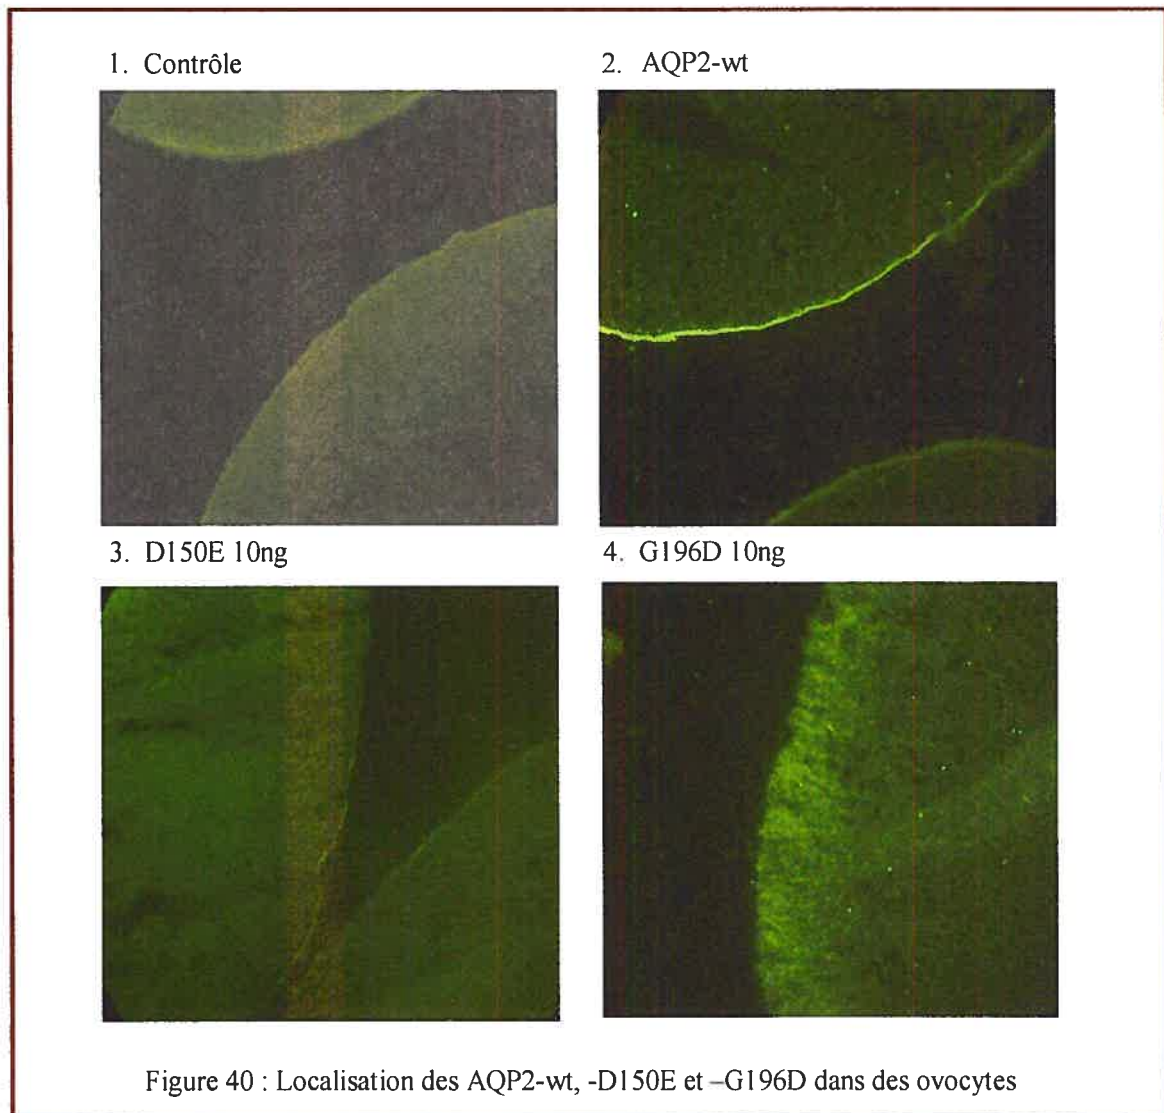 1. Contrôle
2. AQP2-wt
3. D150E 10ng
4. G196D 10ng
Figure 40 : Localisation des AQP2-wt, -D150E et –G196D dans des ovocytes